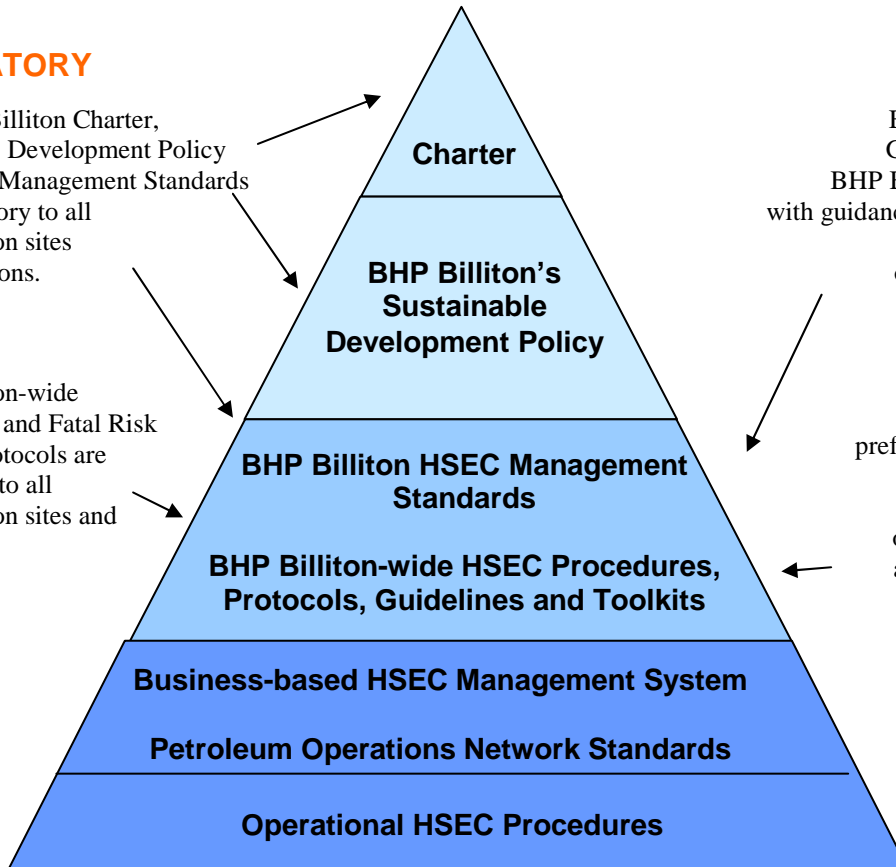 ATORY
Billiton Charter,
Development Policy
Management Standards
ory to all
on sites
ons.
on-wide
and Fatal Risk
otocols are
to all
on sites and
Charter
BHP Billiton’s
Sustainable
Development Policy
BHP Billiton HSEC Management
Standards
BHP Billiton-wide HSEC Procedures,
Protocols, Guidelines and Toolkits
Business-based HSEC Management System
Petroleum Operations Network Standards
Operational HSEC Procedures
BHP
with guidanc
pref